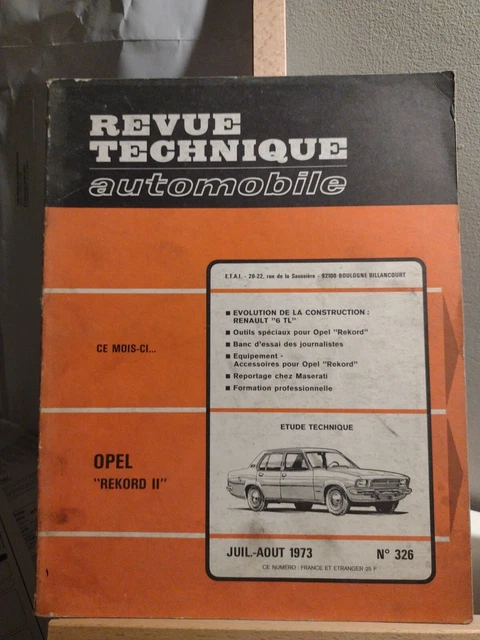 REVUE
TECHNIQUE
automobile
E.T.A.I. - 20-22, rue de la Saussière - 92100 BOULOGNE BILLANCOURT
■ EVOLUTION DE LA CONSTRUCTION :
RENAULT "6 TL"
■ Outils spéciaux pour Opel "Rekord"
■ Banc d'essai des journalistes
■ Equipement -
Accessoires pour Opel "Rekord"
■ Reportage chez Maserati
■ Formation professionnelle
CE MOIS-CI...
ETUDE TECHNIQUE
OPEL
"REKORD II"
JUIL.-AOUT 1973 N° 326
CE NUMERO : FRANCE ET ETRANGER 25 F